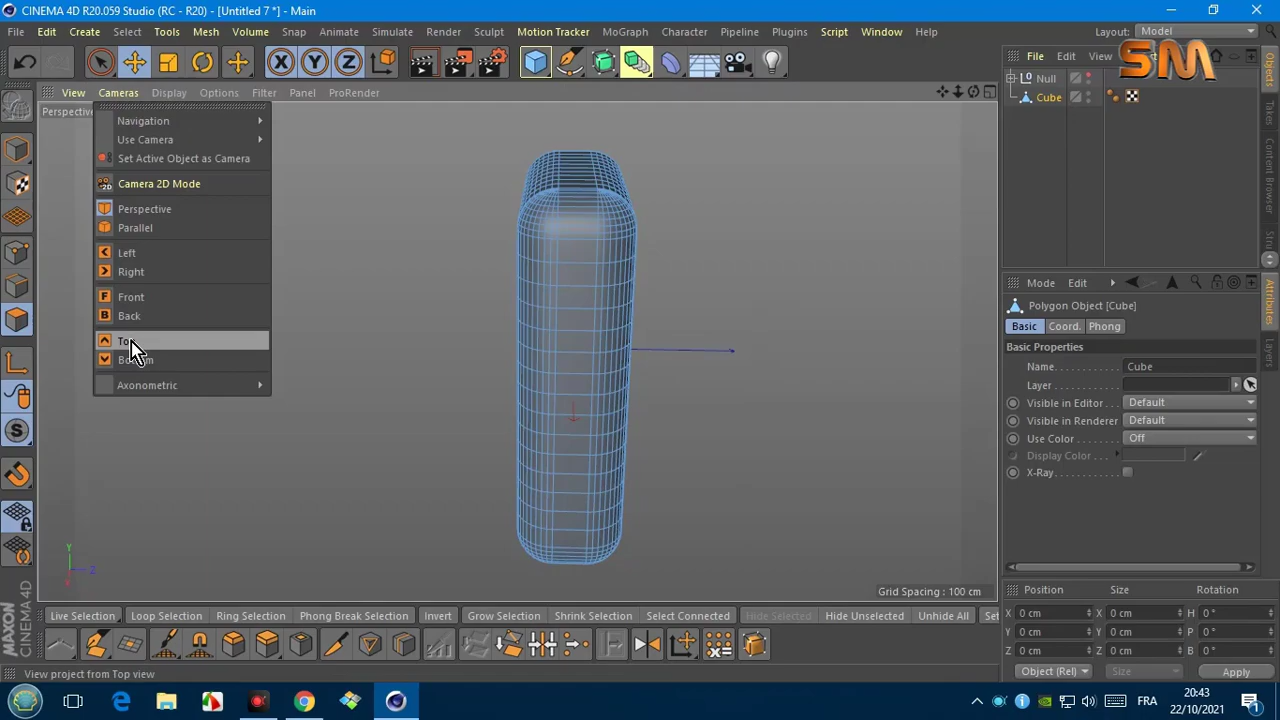 CINEMA 4D R20.059 Studio (RC - R20) - [Untitled 7 *] - Main
File Edit Create Select Tools Mesh Volume Snap Animate Simulate Render Sculpt Motion Tracker MoGraph Character Pipeline Plugins Script Window Help Layout: Model
X Y Z
File Edit View
SM
View Cameras Display Options Filter Panel ProRender
Perspective
Null
Cube
Navigation
Use Camera
Set Active Object as Camera
Camera 2D Mode
Perspective
Parallel
Left
Right
Front
Back
Axonometric
Y
Z
Grid Spacing : 100 cm
Objects
Takes
Content Browser
Attributes
Layers
Mode Edit
Polygon Object [Cube]
Basic Coord. Phong
Basic Properties
Name Cube
Layer
Visible in Editor Default
Visible in Renderer Default
Use Color Off
Display Color
X-Ray
Position Size Rotation
X 0 cm X 0 cm H 0 °
Y 0 cm Y 0 cm P 0 °
Z 0 cm Z 0 cm B 0 °
Object (Rel) Size Apply
Live Selection Loop Selection Ring Selection Phong Break Selection Invert Grow Selection Shrink Selection Select Connected Hide Selected Hide Unselected Unhide All
MAXON CINEMA 4D
View project from Top view
FRA
20:43
22/10/2021